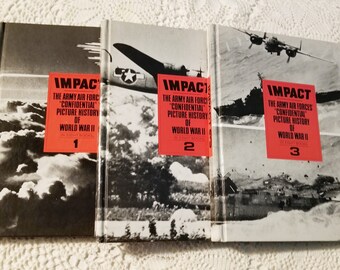 IMPACT
THE ARMY AIR FORCES'
'CONFIDENTIAL'
PICTURE HISTORY
OF
WORLD WAR II
1
IMPACT
THE ARMY AIR FORCES'
'CONFIDENTIAL'
PICTURE HISTORY
OF
WORLD WAR II
2
IMPACT
THE ARMY AIR FORCES'
'CONFIDENTIAL'
PICTURE HISTORY
OF
WORLD WAR II
3